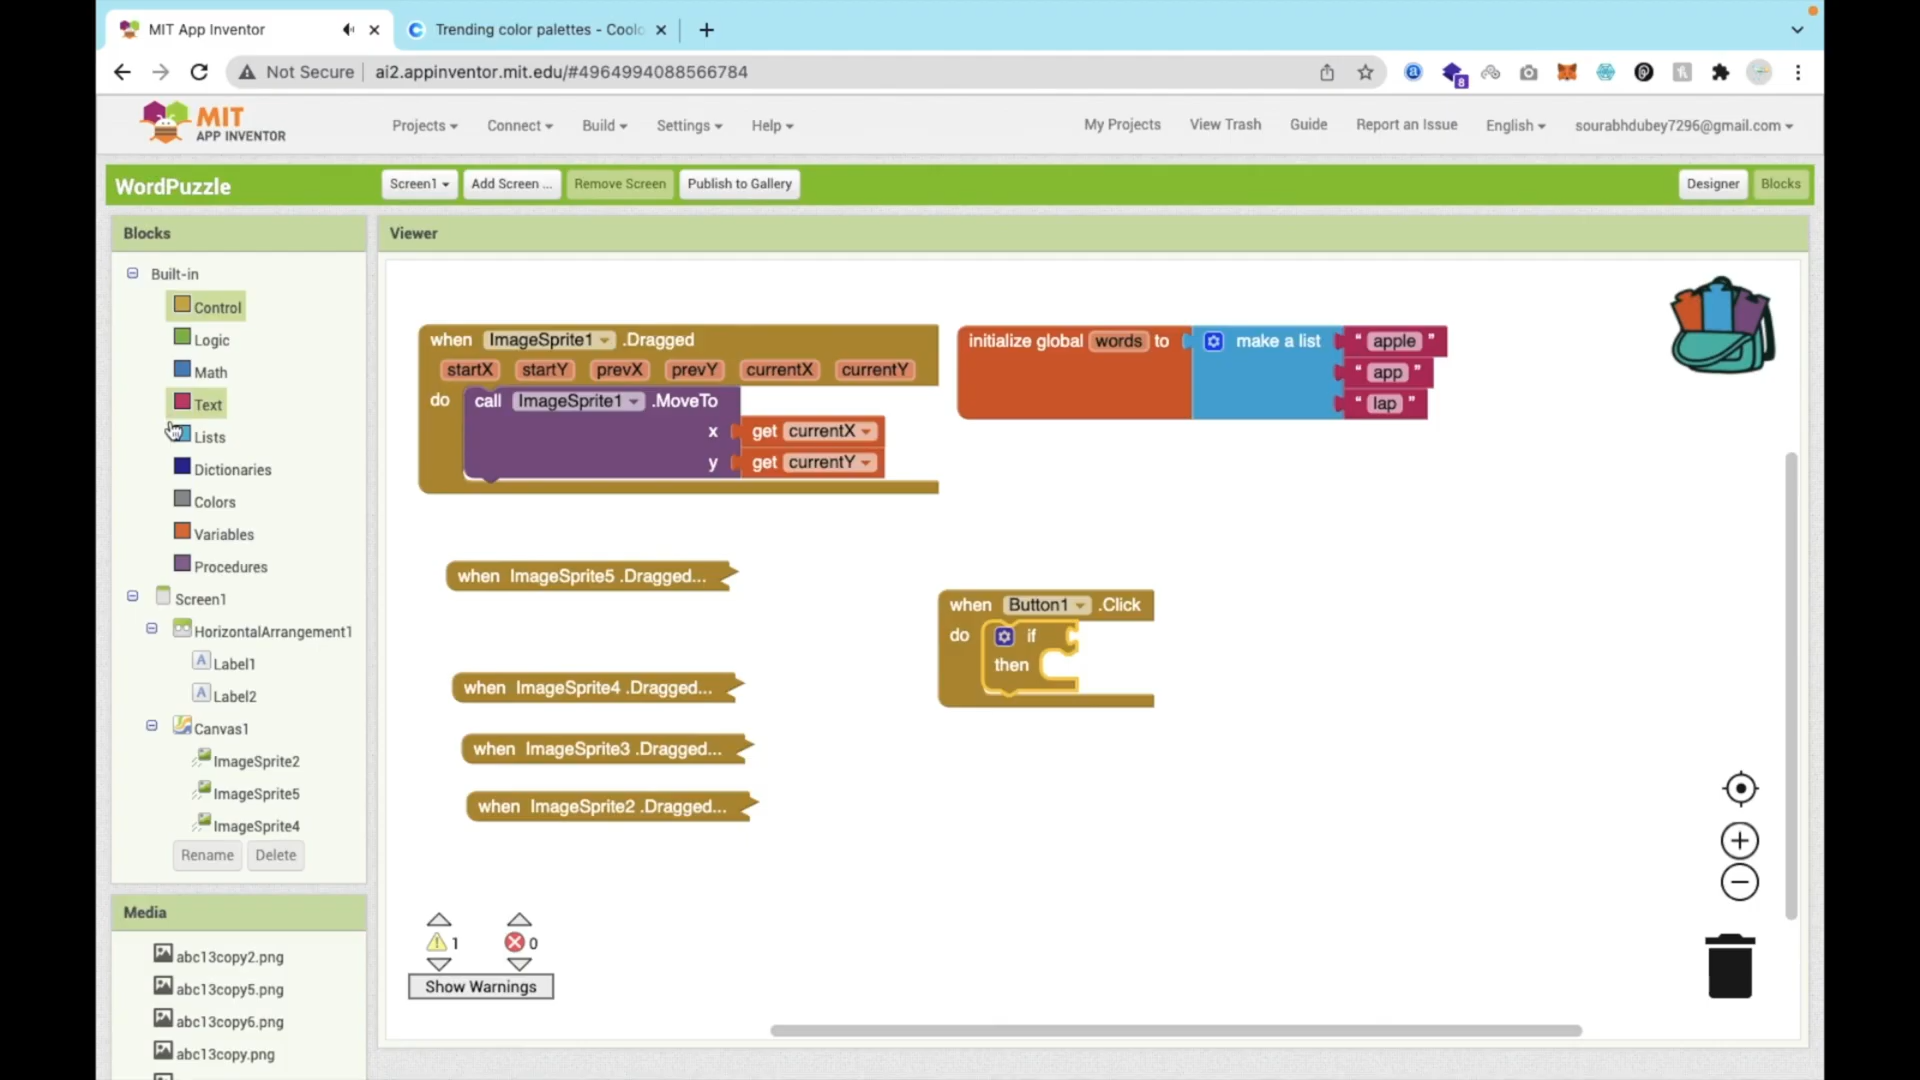 MIT App Inventor
Trending color palettes - Coolo
Not Secure
ai2.appinventor.mit.edu/#4964994088566784
8
MIT
APP INVENTOR
Projects
Connect
Build
Settings
Help
My Projects
View Trash
Guide
Report an Issue
English
sourabhdubey7296@gmail.com
WordPuzzle
Screen1
Add Screen ...
Remove Screen
Publish to Gallery
Designer
Blocks
Blocks
Built-in
Control
Logic
Math
Text
Lists
Dictionaries
Colors
Variables
Procedures
Screen1
HorizontalArrangement1
A Label1
A Label2
Canvas1
ImageSprite2
ImageSprite5
ImageSprite4
Rename
Delete
Media
abc13copy2.png
abc13copy5.png
abc13copy6.png
abc13copy.png
Viewer
when ImageSprite1 .Dragged
startX startY prevX prevY currentX currentY
do call ImageSprite1 .MoveTo
x get currentX
y get currentY
initialize global words to make a list “ apple ”
“ app ”
“ lap ”
when ImageSprite5 .Dragged...
when ImageSprite4 .Dragged...
when ImageSprite3 .Dragged...
when ImageSprite2 .Dragged...
when Button1 .Click
do if
then
1
0
Show Warnings